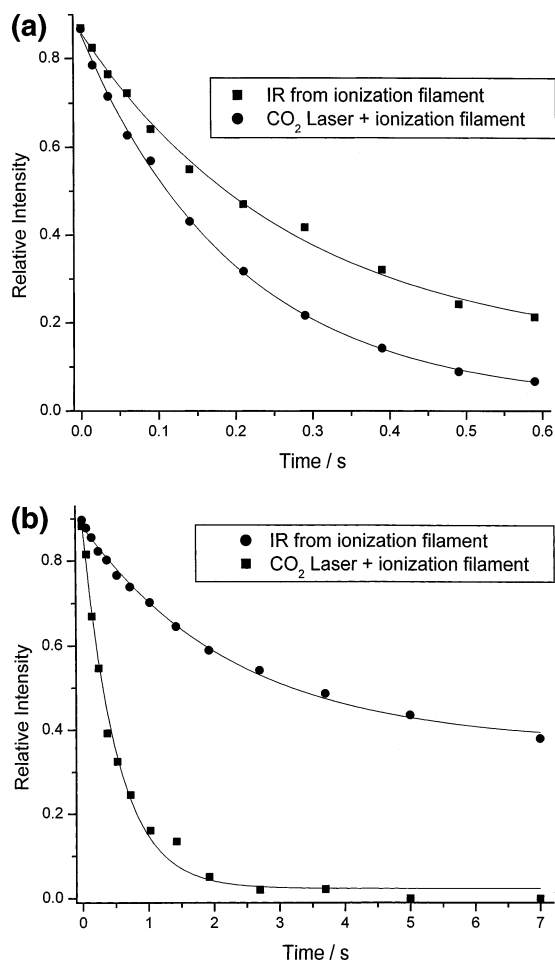 (a)
0.8
0.6
0.4
0.2
0.0
Relative Intensity
■ IR from ionization filament
● CO2 Laser + ionization filament
0.0 0.1 0.2 0.3 0.4 0.5 0.6
Time / s
(b)
0.8
0.6
0.4
0.2
0.0
Relative Intensity
● IR from ionization filament
■ CO2 Laser + ionization filament
0 1 2 3 4 5 6 7
Time / s